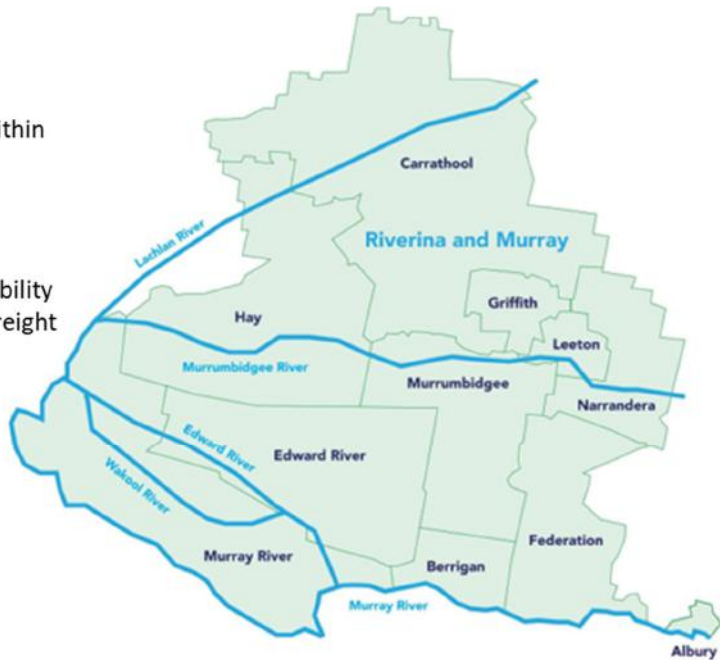 ithin
bility
reight
Carrathool
Lachlan River
Riverina and Murray
Griffith
Hay
Leeton
Murrumbidgee River
Murrumbidgee
Narrandera
Edward River
Edward River
Wakool River
Murray River
Federation
Berrigan
Murray River
Albury